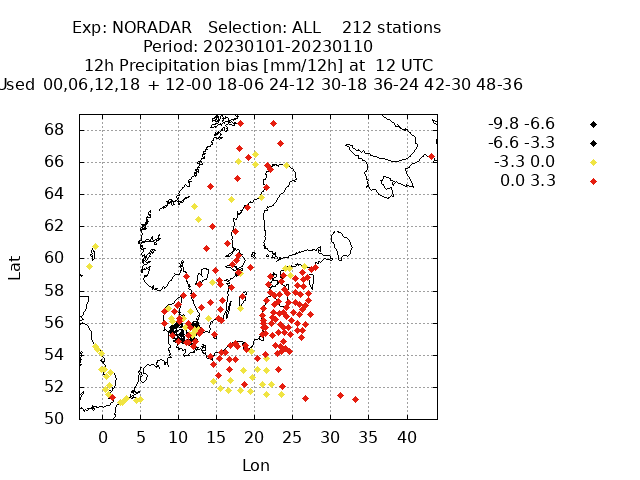 Exp: NORADAR Selection: ALL 212 stations
Period: 20230101-20230110
12h Precipitation bias [mm/12h] at 12 UTC
Used 00,06,12,18 + 12-00 18-06 24-12 30-18 36-24 42-30 48-36
-9.8 -6.6
-6.6 -3.3
-3.3 0.0
0.0 3.3
68
66
64
62
60
58
56
54
52
50
Lat
0 5 10 15 20 25 30 35 40
Lon